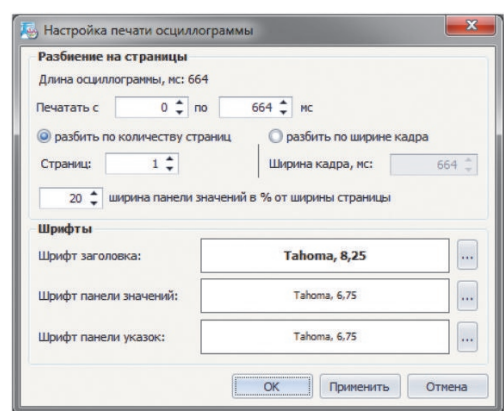 Настройка печати осциллограммы
Разбиение на страницы
Длина осциллограммы, мс: 664
Печатать с 0 по 664 мс
разбить по количеству страниц разбить по ширине кадра
Страниц: 1 Ширина кадра, мс: 664
20 ширина панели значений в % от ширины страницы
Шрифты
Шрифт заголовка: Tahoma, 8,25 ...
Шрифт панели значений: Tahoma, 6,75 ...
Шрифт панели указок: Tahoma, 6,75 ...
OK Применить Отмена